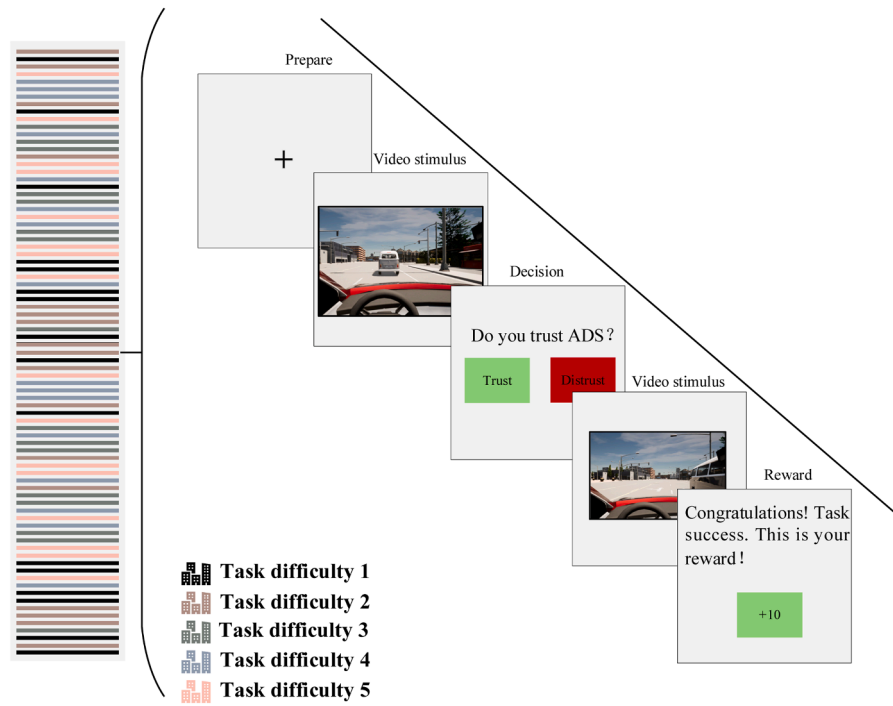 Prepare
Video stimulus
Decision
Do you trust ADS?
Trust
Distrust
Video stimulus
Reward
Congratulations! Task
success. This is your
reward!
+10
Task difficulty 1
Task difficulty 2
Task difficulty 3
Task difficulty 4
Task difficulty 5